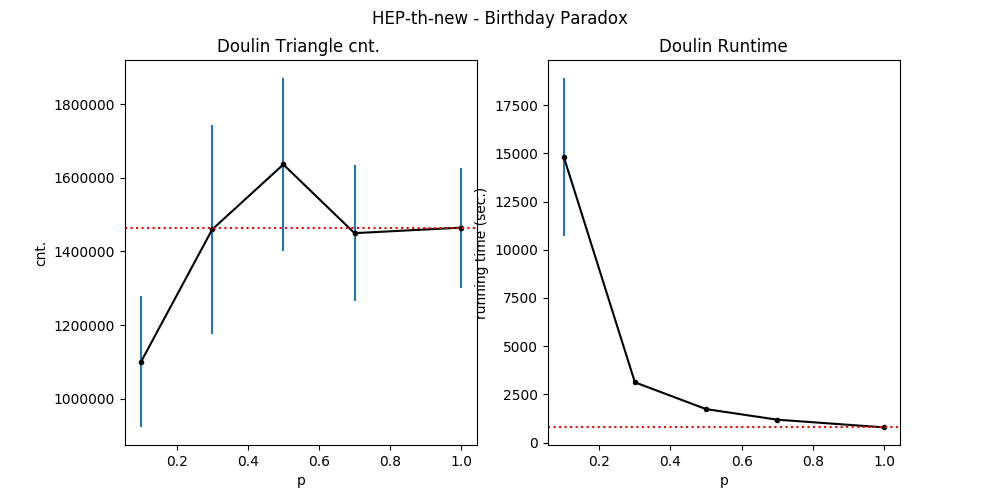 HEP-th-new - Birthday Paradox
Doulin Triangle cnt.
cnt.
1800000
1600000
1400000
1200000
1000000
0.2 0.4 0.6 0.8 1.0
p
Doulin Runtime
running time (sec.)
17500
15000
12500
10000
7500
5000
2500
0
0.2 0.4 0.6 0.8 1.0
p